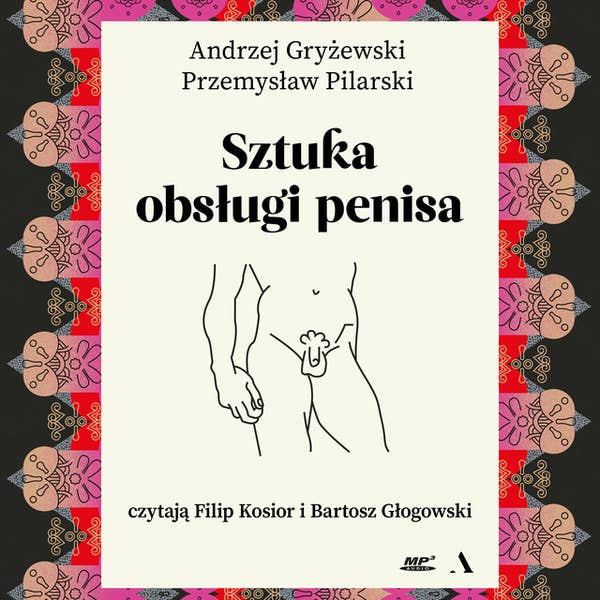 Andrzej Gryżewski
Przemysław Pilarski
Sztuka
obsługi penisa
czytają Filip Kosior i Bartosz Głogowski
MP3
AUDIO
A